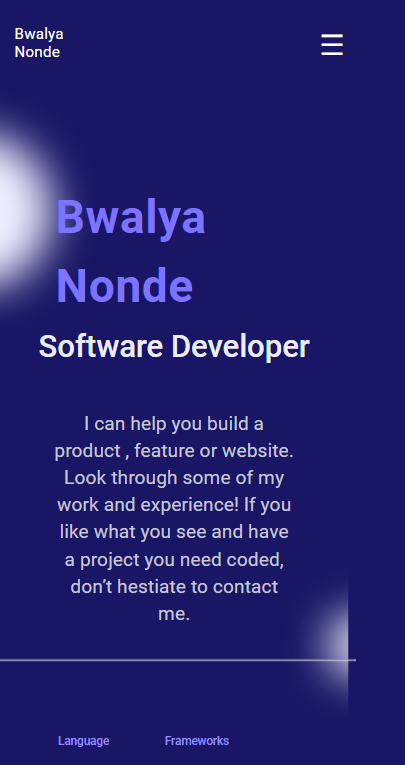 Bwalya
Nonde
☰
Bwalya
Nonde
Software Developer
I can help you build a
product , feature or website.
Look through some of my
work and experience! If you
like what you see and have
a project you need coded,
don't hestiate to contact
me.
Language Frameworks